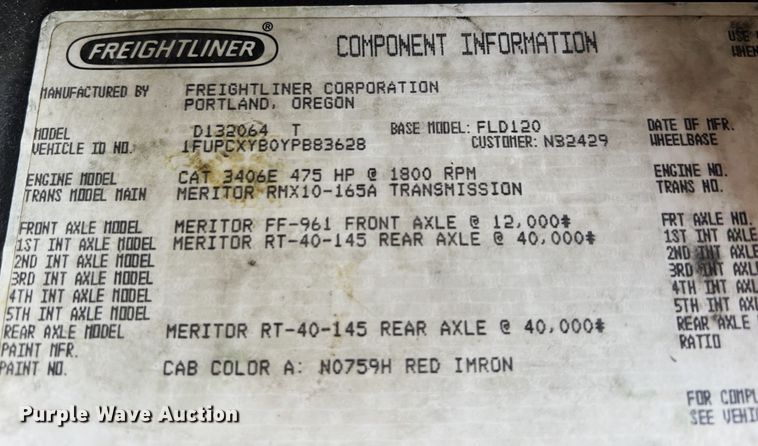 FREIGHTLINER ® COMPONENT INFORMATION USE
WHEN
MANUFACTURED BY FREIGHTLINER CORPORATION
PORTLAND, OREGON
MODEL D132064 T BASE MODEL: FLD120 DATE OF MFR.
VEHICLE ID NO. 1FUPCXYB0YPB83628 CUSTOMER: N32429 WHEELBASE
ENGINE MODEL CAT 3406E 475 HP @ 1800 RPM ENGINE NO.
TRANS MODEL MAIN MERITOR RMX10-165A TRANSMISSION TRANS NO.
FRONT AXLE MODEL MERITOR FF-961 FRONT AXLE @ 12,000# FRT AXLE NO.
1ST INT AXLE MODEL MERITOR RT-40-145 REAR AXLE @ 40,000# 1ST INT AXLE
2ND INT AXLE MODEL 2ND INT AXLE
3RD INT AXLE MODEL 3RD INT AXL
4TH INT AXLE MODEL 4TH INT AXL
5TH INT AXLE MODEL 5TH INT AX
REAR AXLE MODEL MERITOR RT-40-145 REAR AXLE @ 40,000# REAR AXLE
PAINT MFR. RATIO
PAINT NO. CAB COLOR A: N0759H RED IMRON
FOR COMPL
SEE VEHI
Purple Wave Auction